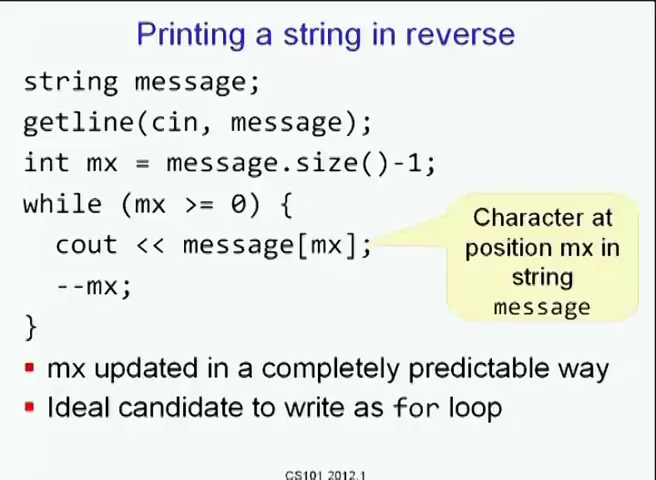 Printing a string in reverse
string message;
getline(cin, message);
int mx = message.size()-1;
while (mx >= 0) {
cout << message[mx];
--mx;
}
Character at
position mx in
string
message
▪ mx updated in a completely predictable way
▪ Ideal candidate to write as for loop
CS101 2012.1